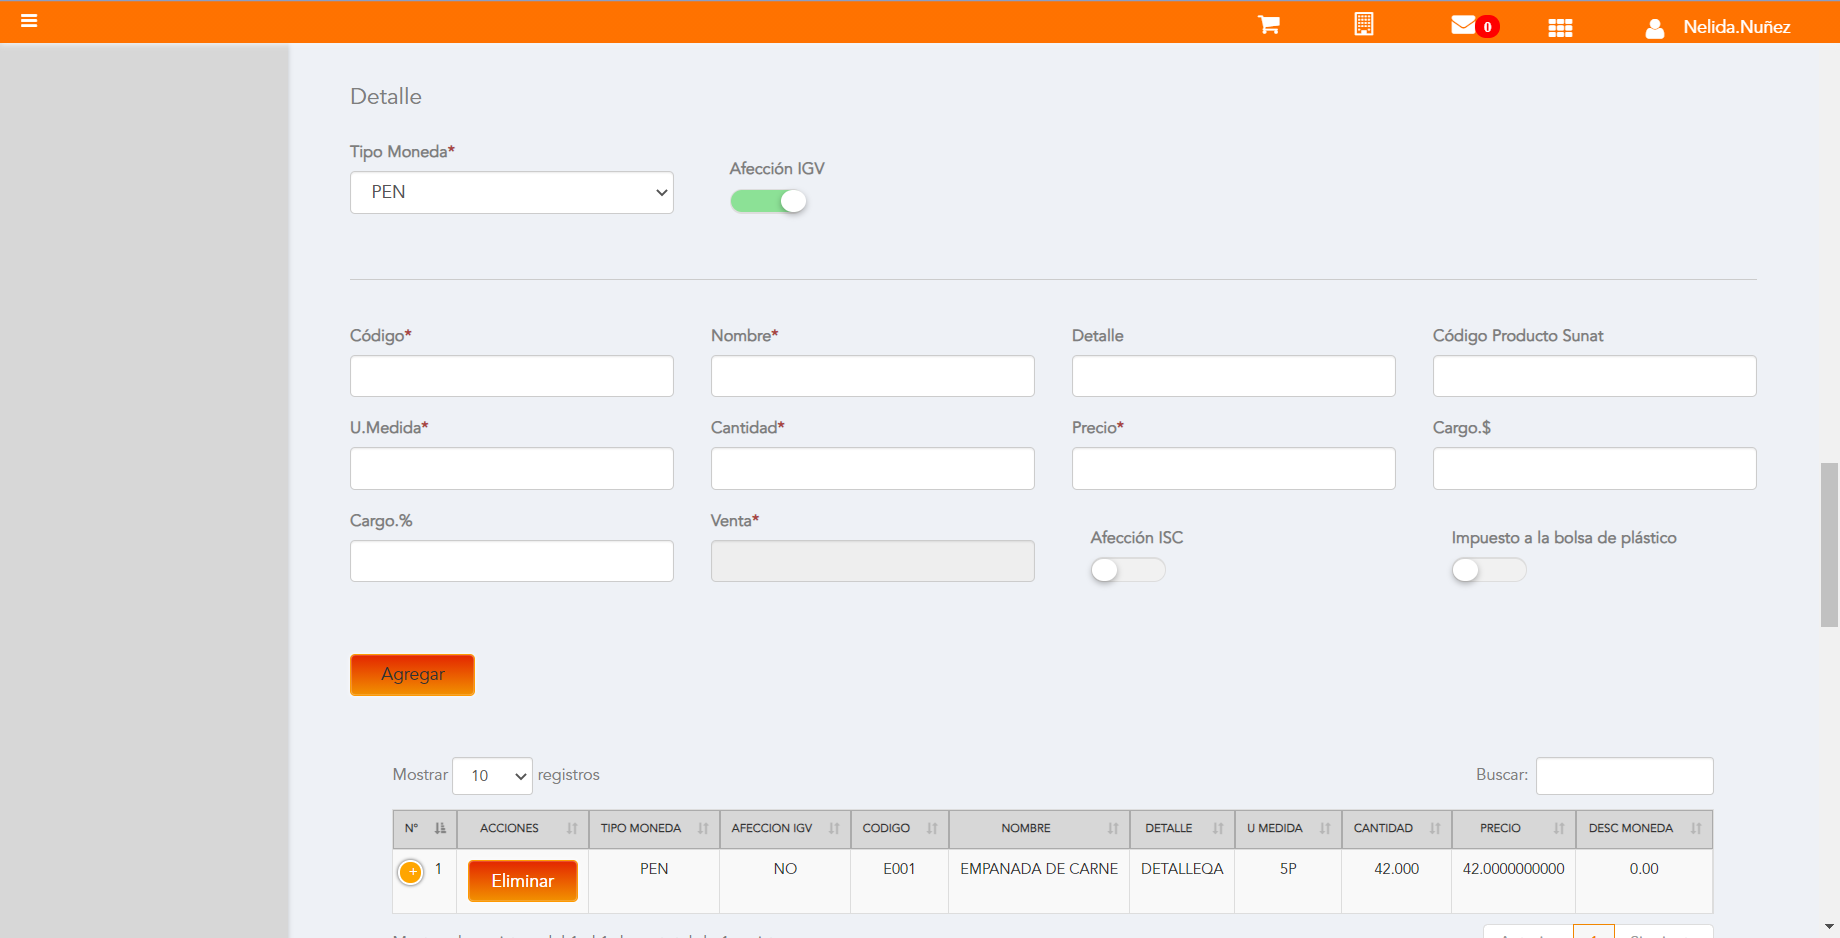 0
Nelida.Nuñez
Detalle
Tipo Moneda*
Afección IGV
PEN
Código*
Nombre*
Detalle
Código Producto Sunat
U.Medida*
Cantidad*
Precio*
Cargo.$
Cargo.%
Venta*
Afección ISC
Impuesto a la bolsa de plástico
Agregar
Mostrar 10 registros
Buscar:
N° ACCIONES TIPO MONEDA AFECCION IGV CODIGO NOMBRE DETALLE U MEDIDA CANTIDAD PRECIO DESC MONEDA
1 Eliminar PEN NO E001 EMPANADA DE CARNE DETALLEQA 5P 42.000 42.0000000000 0.00